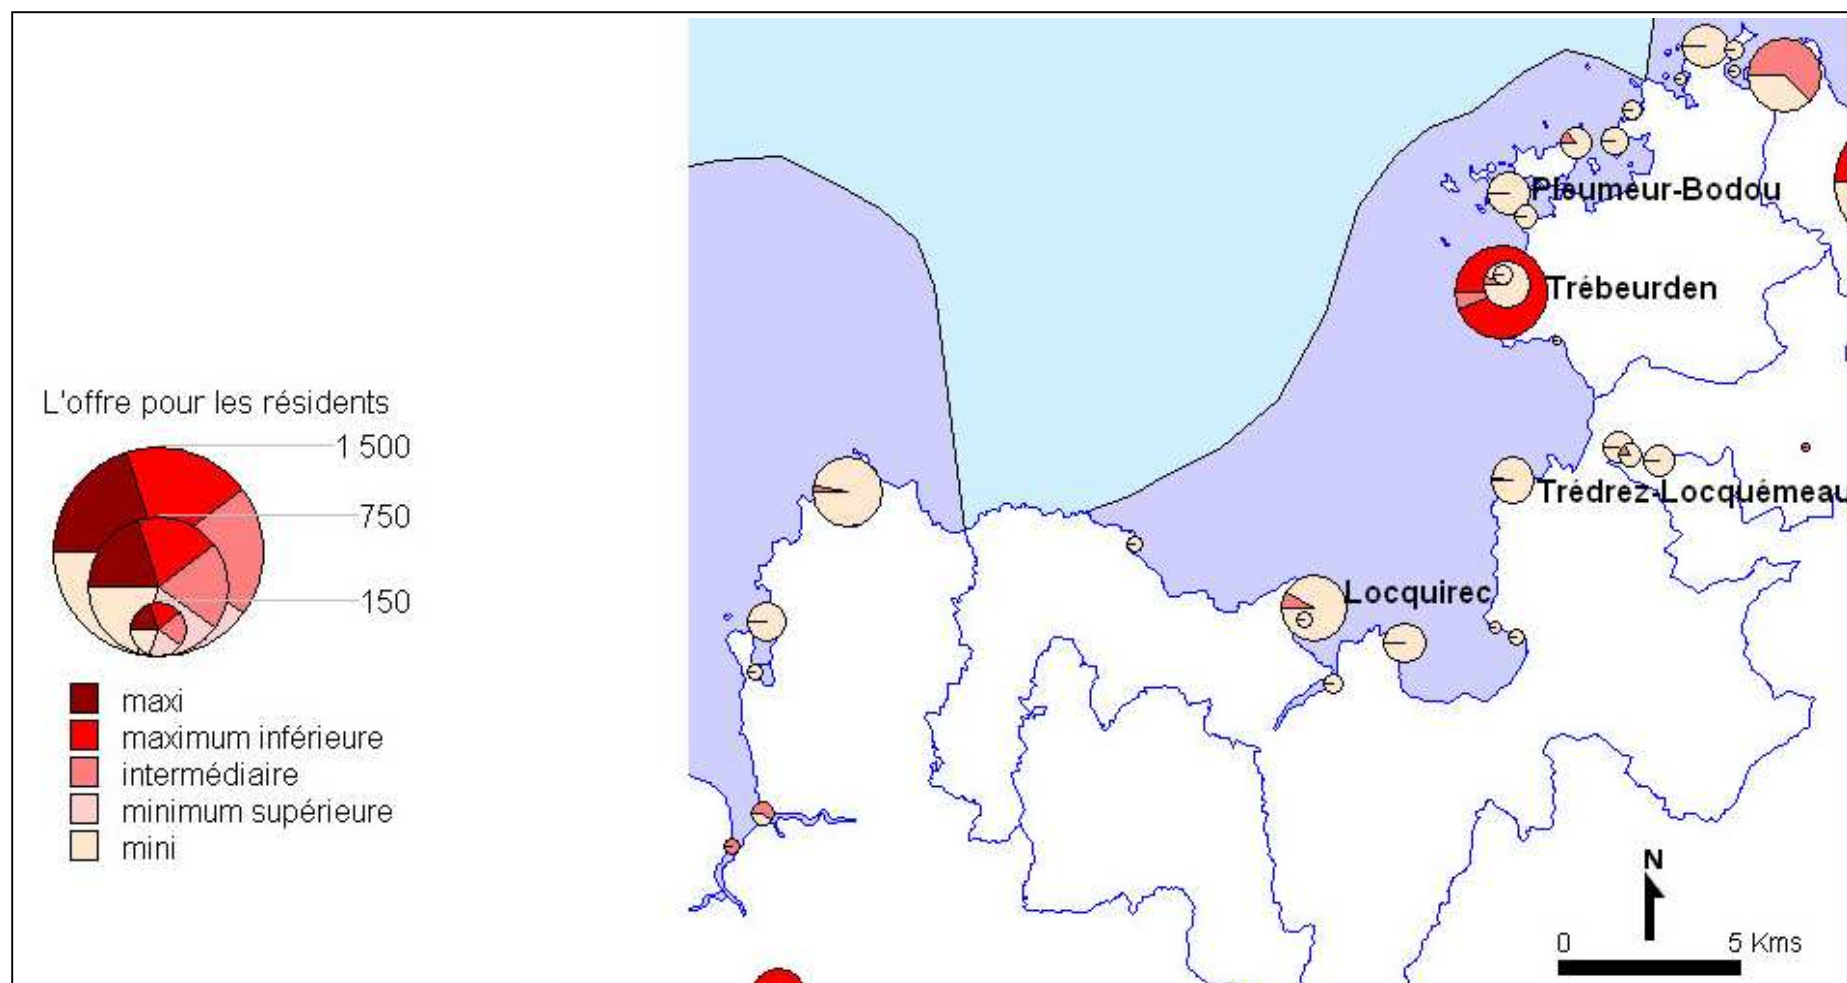 L'offre pour les résidents
1 500
750
150
maxi
maximum inférieure
intermédiaire
minimum supérieure
mini
Pleumeur-Bodou
Trébeurden
Trédrez-Locquémeau
Locquirec
N
0 5 Kms